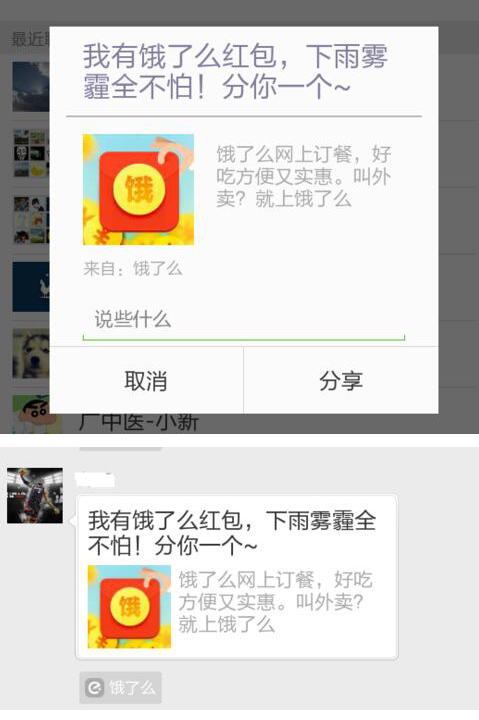 最近
我有饿了么红包，下雨雾
霾全不怕！分你一个~
饿
饿了么网上订餐，好
吃方便又实惠。叫外
卖？就上饿了么
来自：饿了么
说些什么
取消
分享
广中医-小新
我有饿了么红包，下雨雾霾全
不怕！分你一个~
饿
饿了么网上订餐，好吃
方便又实惠。叫外卖？
就上饿了么
饿了么